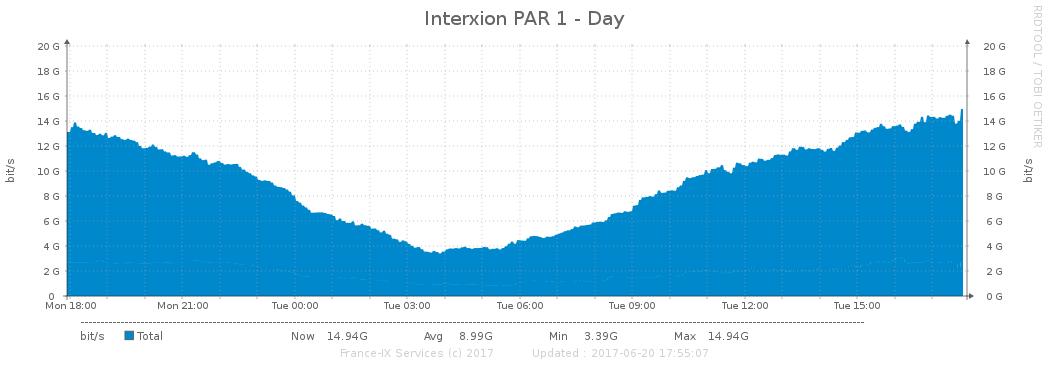 Interxion PAR 1 - Day
RRDTOOL / TOBI OETIKER
bit/s
20 G 20 G
18 G 18 G
16 G 16 G
14 G 14 G
12 G 12 G
10 G 10 G
8 G 8 G
6 G 6 G
4 G 4 G
2 G 2 G
0 0 G
bit/s
Mon 18:00 Mon 21:00 Tue 00:00 Tue 03:00 Tue 06:00 Tue 09:00 Tue 12:00 Tue 15:00
bit/s Total Now 14.94G Avg 8.99G Min 3.39G Max 14.94G
France-IX Services (c) 2017 Updated : 2017-06-20 17:55:07